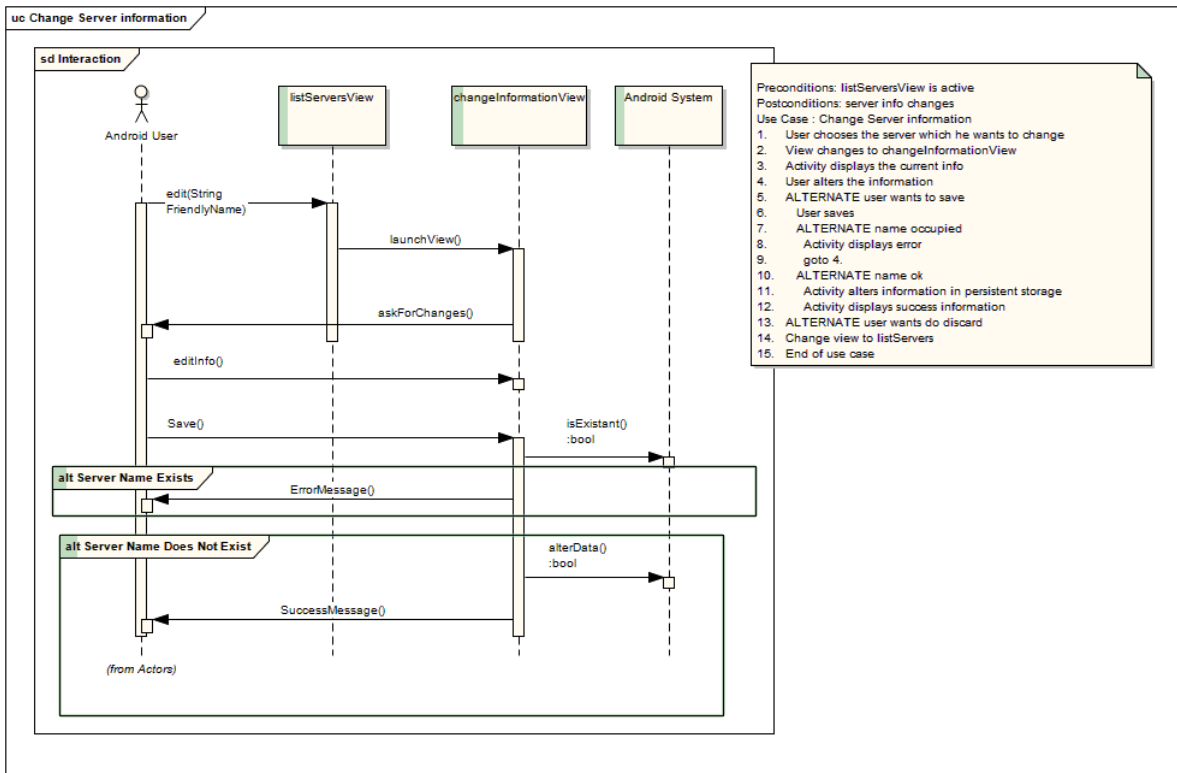 uc Change Server information
sd Interaction
Android User
listServersView
changeInformationView
Android System
edit(String
FriendlyName)
launchView()
askForChanges()
editInfo()
Save()
isExistant()
:bool
alt Server Name Exists
ErrorMessage()
alt Server Name Does Not Exist
alterData()
:bool
SuccessMessage()
(from Actors)
Preconditions: listServersView is active
Postconditions: server info changes
Use Case : Change Server information
1. User chooses the server which he wants to change
2. View changes to changeInformationView
3. Activity displays the current info
4. User alters the information
5. ALTERNATE user wants to save
6. User saves
7. ALTERNATE name occupied
8. Activity displays error
9. goto 4.
10. ALTERNATE name ok
11. Activity alters information in persistent storage
12. Activity displays success information
13. ALTERNATE user wants do discard
14. Change view to listServers
15. End of use case